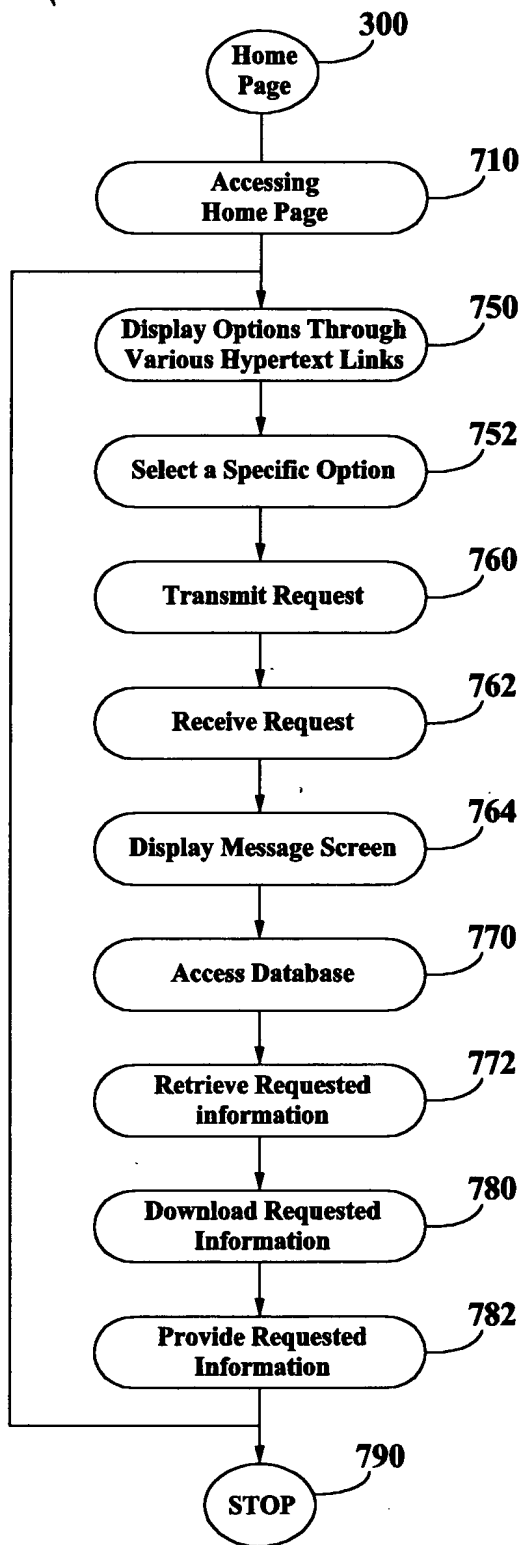 300
Home
Page
710
Accessing
Home Page
750
Display Options Through
Various Hypertext Links
752
Select a Specific Option
760
Transmit Request
762
Receive Request
764
Display Message Screen
770
Access Database
772
Retrieve Requested
information
780
Download Requested
Information
782
Provide Requested
Information
790
STOP